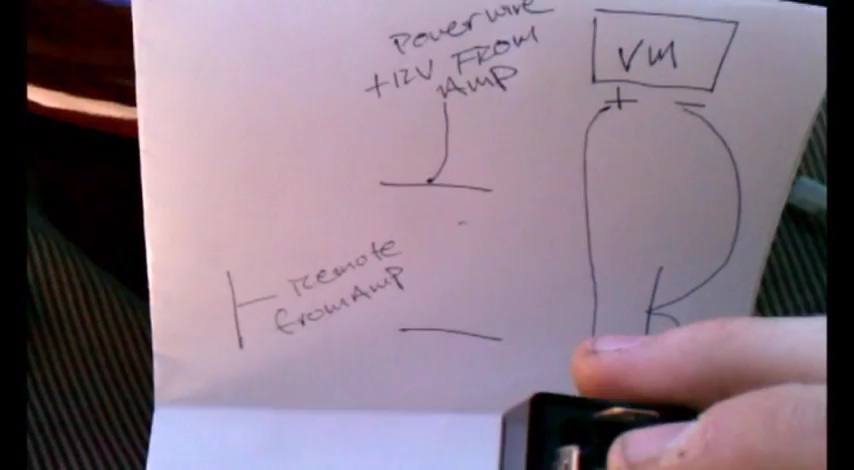 Power wire
+12V FROM
AMP
VM
+ -
Remote
from AMP